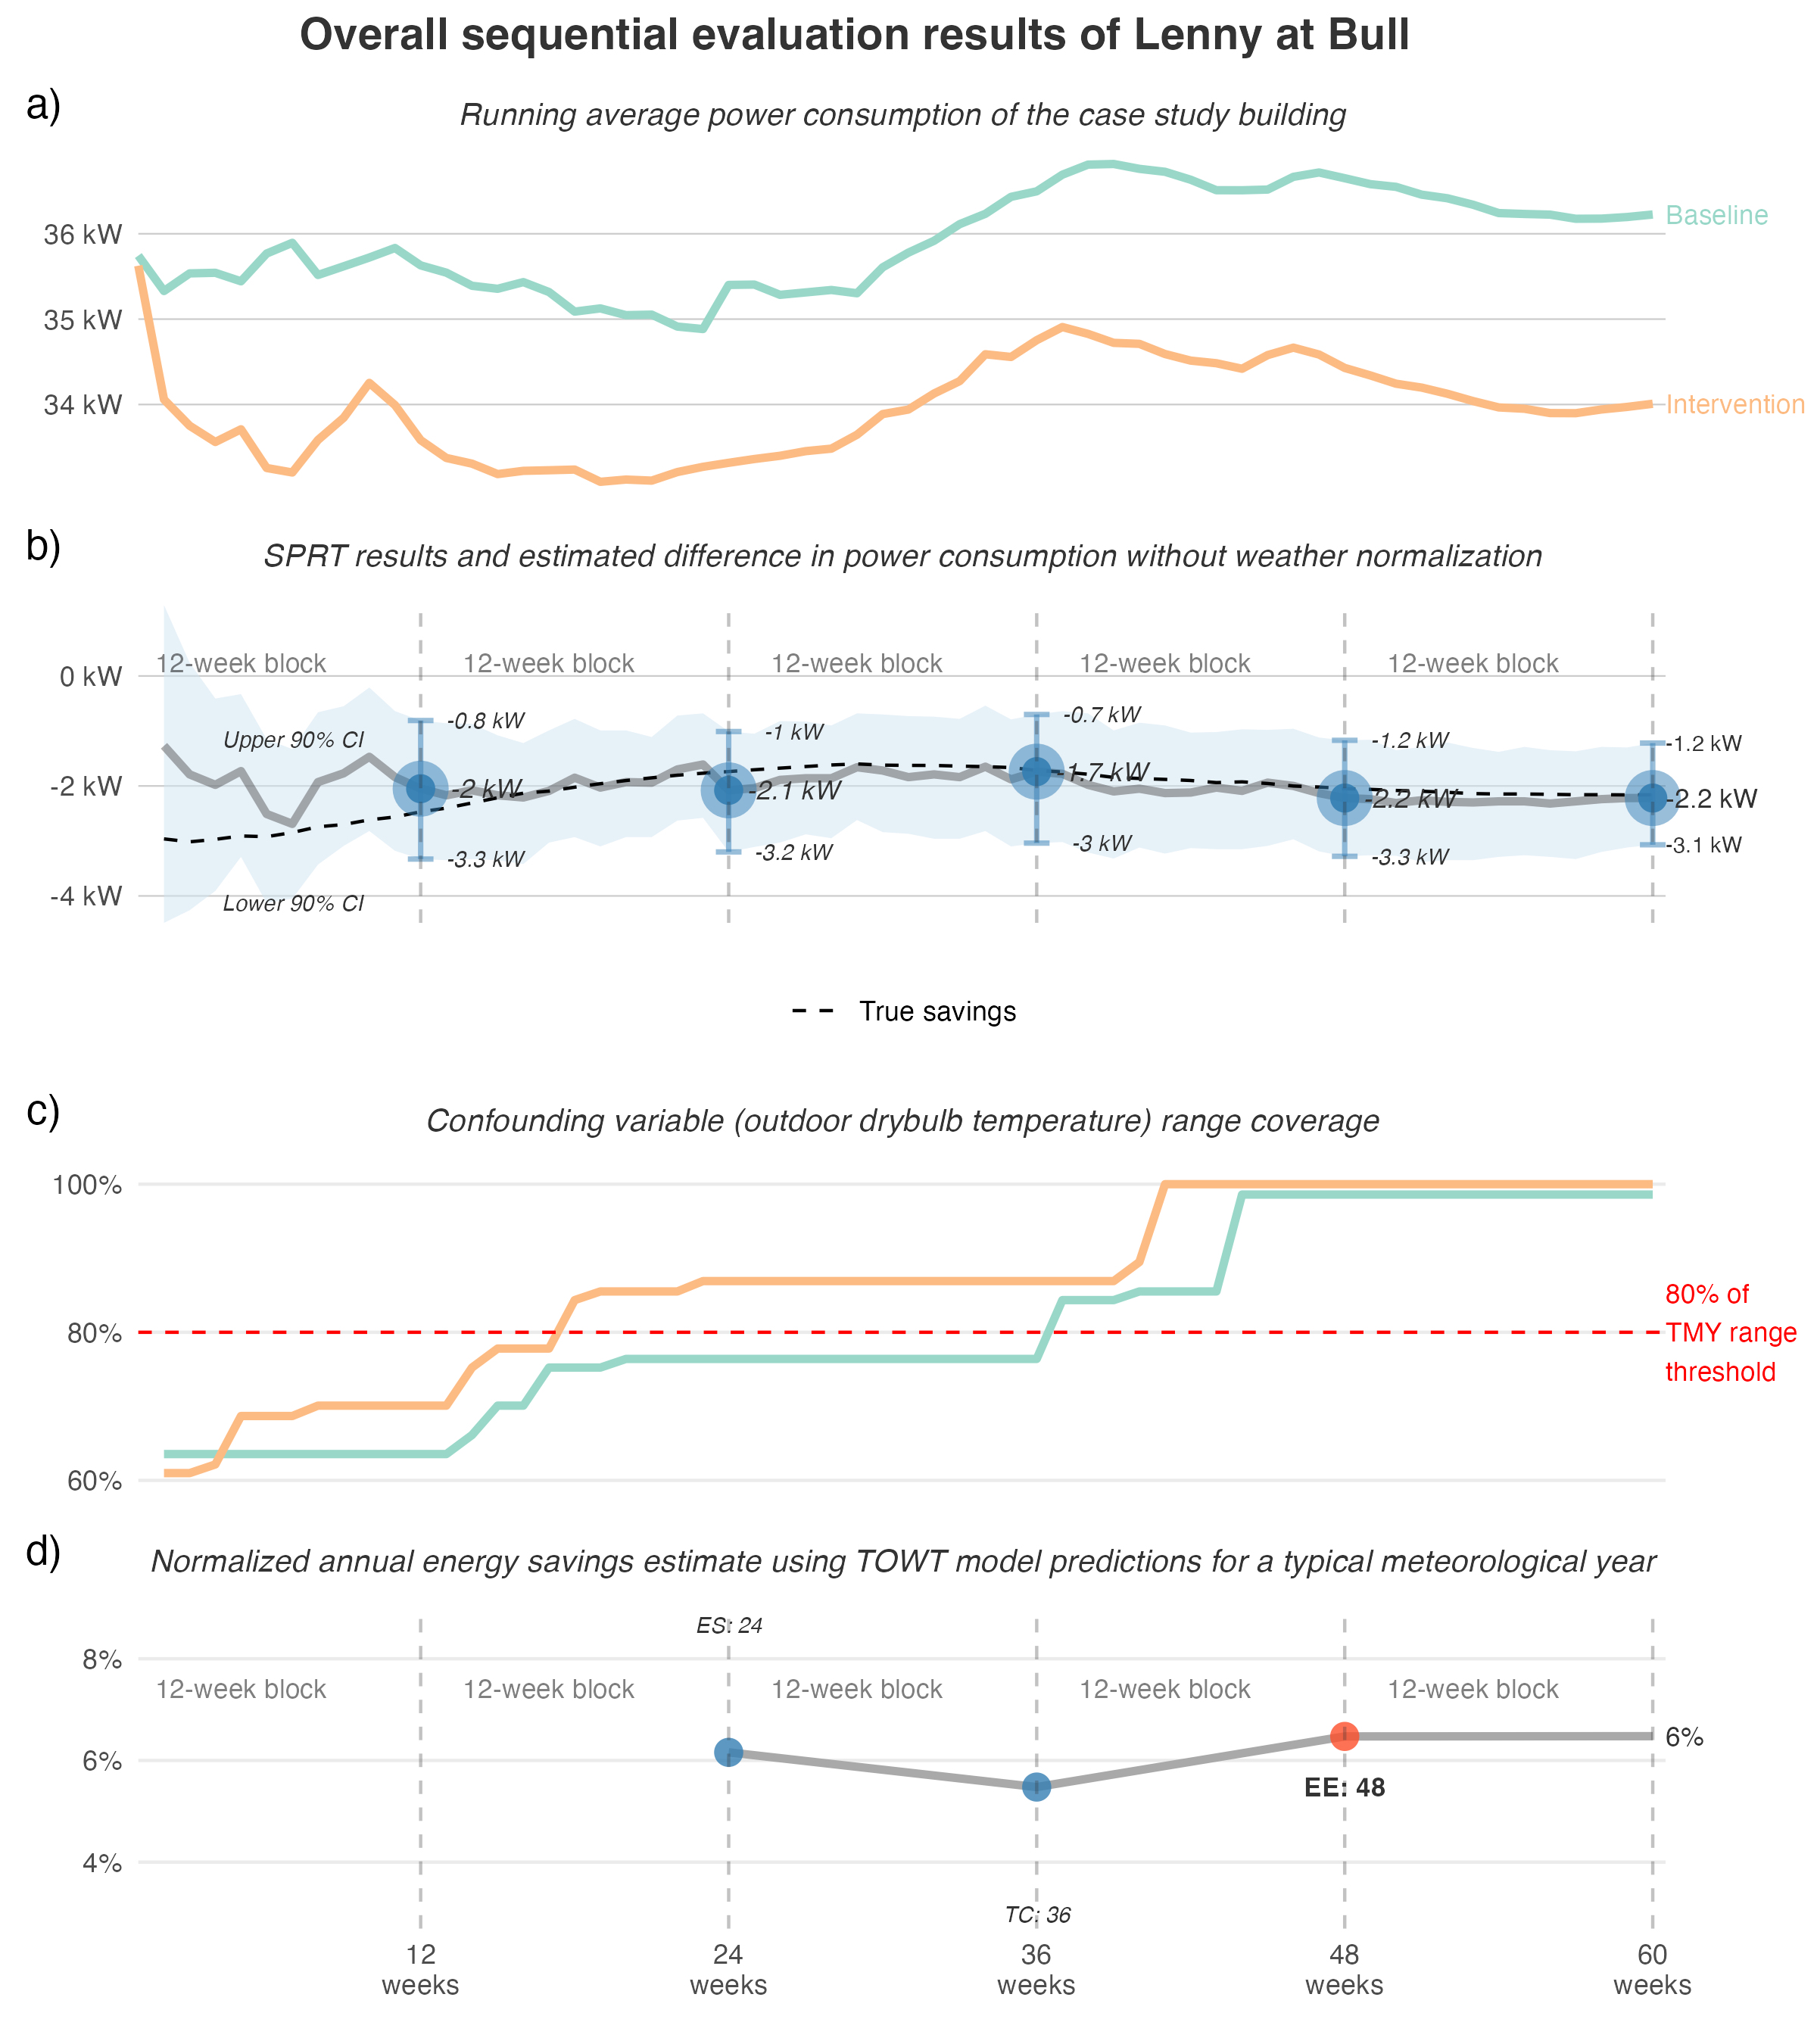 Overall sequential evaluation results of Lenny at Bull
a)
Running average power consumption of the case study building
36 kW
35 kW
34 kW
Baseline
Intervention
b)
SPRT results and estimated difference in power consumption without weather normalization
12-week block
12-week block
12-week block
12-week block
12-week block
0 kW
-2 kW
-4 kW
Upper 90% CI
Lower 90% CI
-0.8 kW
-2 kW
-3.3 kW
-1 kW
-2.1 kW
-3.2 kW
-0.7 kW
-1.7 kW
-3 kW
-1.2 kW
-2.2 kW
-3.3 kW
-1.2 kW
-2.2 kW
-3.1 kW
True savings
c)
Confounding variable (outdoor drybulb temperature) range coverage
100%
80%
60%
80% of
TMY range
threshold
d)
Normalized annual energy savings estimate using TOWT model predictions for a typical meteorological year
ES: 24
8%
12-week block
12-week block
12-week block
12-week block
12-week block
6%
6%
EE: 48
4%
TC: 36
12
weeks
24
weeks
36
weeks
48
weeks
60
weeks